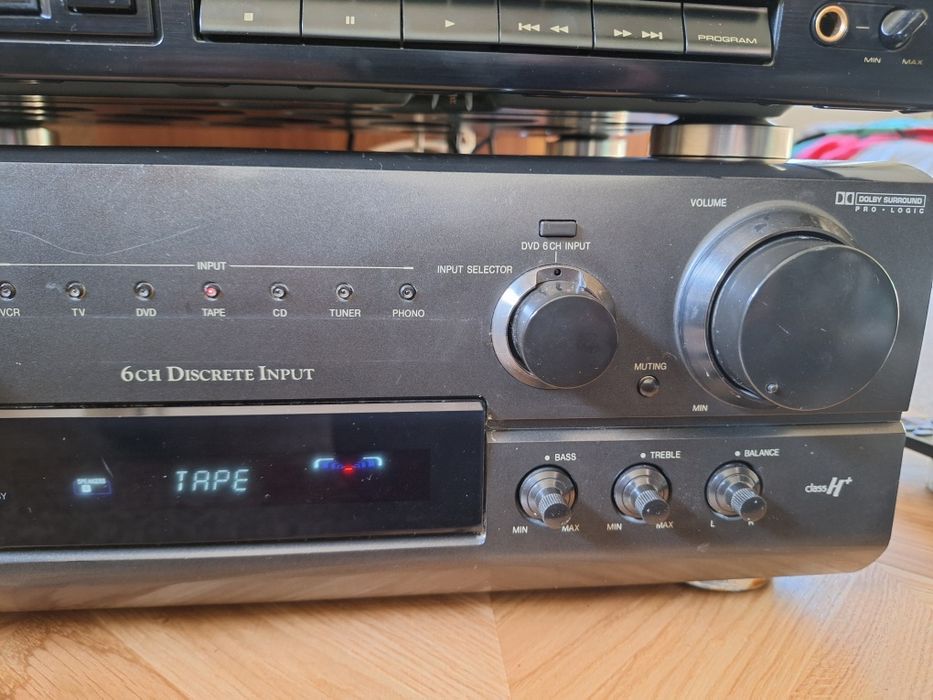 PROGRAM
MIN MAX
VOLUME
DOLBY SURROUND
PRO • LOGIC
DVD 6CH INPUT
INPUT
INPUT SELECTOR
VCR TV DVD TAPE CD TUNER PHONO
6CH DISCRETE INPUT
MUTING
MIN
BASS TREBLE BALANCE
SPEAKERS
TAPE
class H+
MIN MAX MIN MAX L R